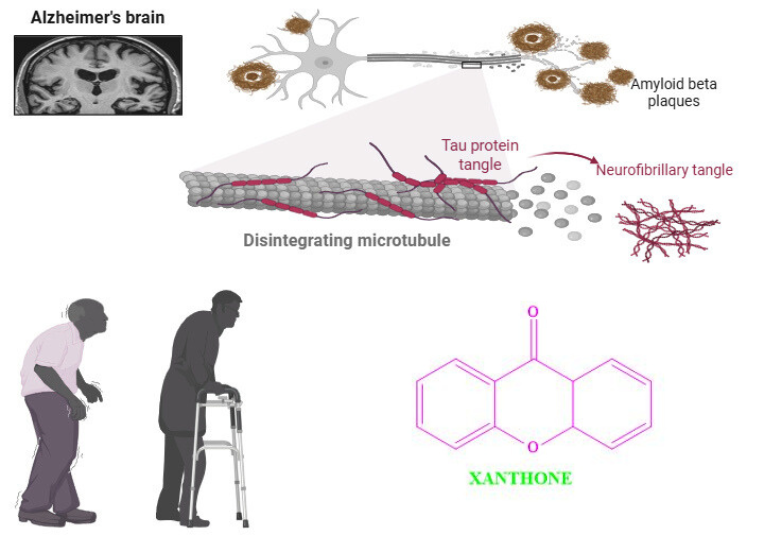 Alzheimer's brain
Amyloid beta
plaques
Tau protein
tangle
Neurofibrillary tangle
Disintegrating microtubule
O
O
XANTHONE